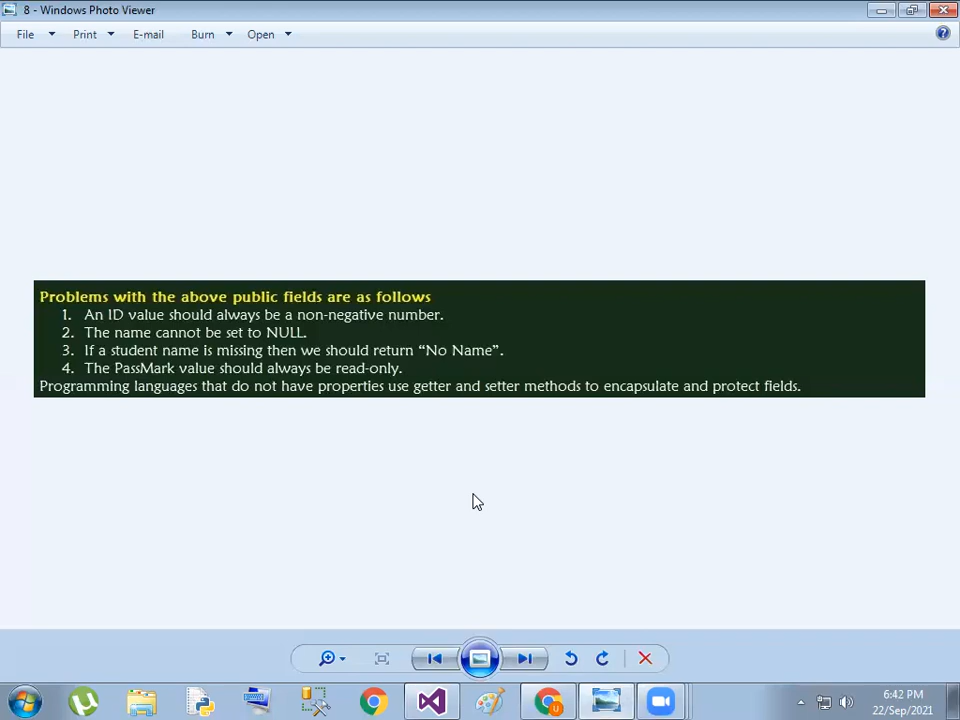 8 - Windows Photo Viewer
File Print E-mail Burn Open
Problems with the above public fields are as follows
1. An ID value should always be a non-negative number.
2. The name cannot be set to NULL.
3. If a student name is missing then we should return “No Name”.
4. The PassMark value should always be read-only.
Programming languages that do not have properties use getter and setter methods to encapsulate and protect fields.
6:42 PM
22/Sep/2021